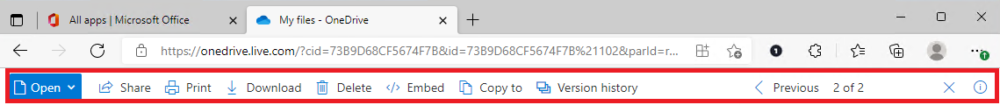 All apps | Microsoft Office My files - OneDrive
https://onedrive.live.com/?cid=73B9D68CF5674F7B&id=73B9D68CF5674F7B%21102&parId=r... 1
Open Share Print Download Delete Embed Copy to Version history Previous 2 of 2